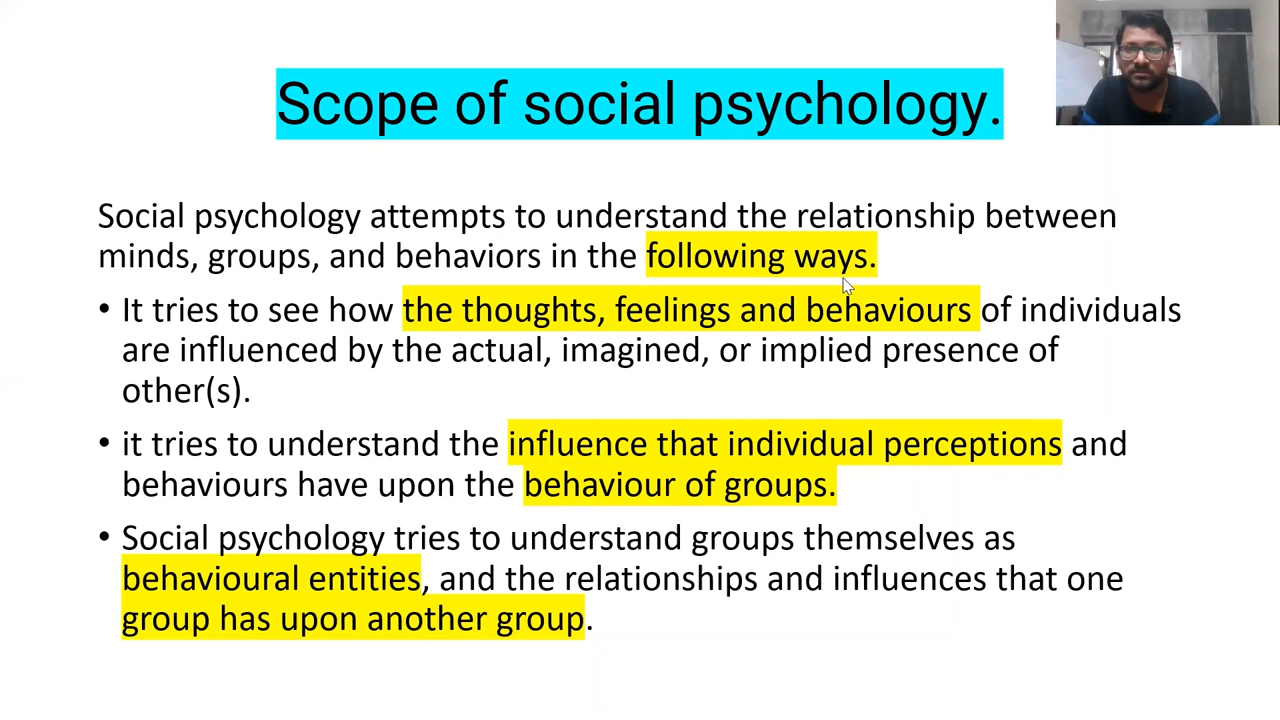 Scope of social psychology.
Social psychology attempts to understand the relationship between
minds, groups, and behaviors in the following ways.
• It tries to see how the thoughts, feelings and behaviours of individuals
are influenced by the actual, imagined, or implied presence of
other(s).
• it tries to understand the influence that individual perceptions and
behaviours have upon the behaviour of groups.
• Social psychology tries to understand groups themselves as
behavioural entities, and the relationships and influences that one
group has upon another group.